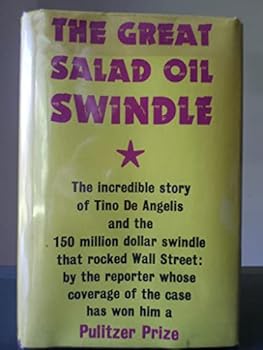 THE GREAT
SALAD OIL
SWINDLE
The incredible story
of Tino De Angelis
and the
150 million dollar swindle
that rocked Wall Street:
by the reporter whose
coverage of the case
has won him a
Pulitzer Prize